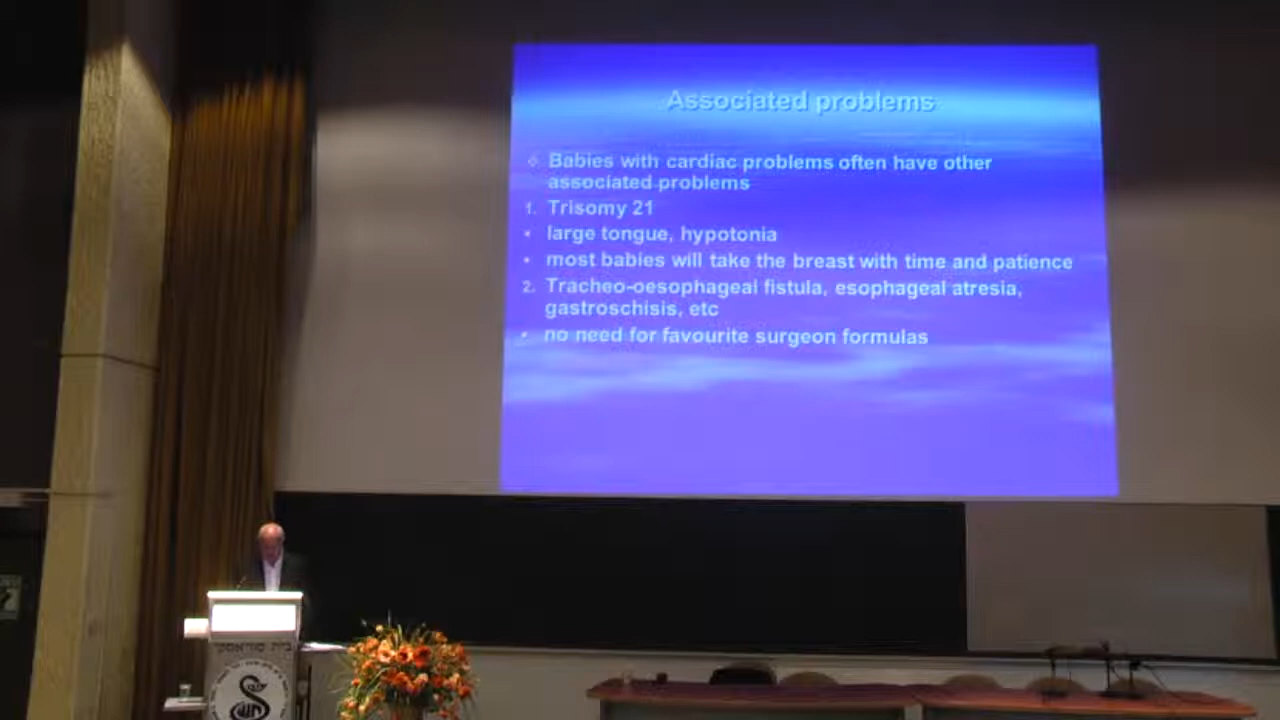 Associated problems
Babies with cardiac problems often have other
associated problems
1. Trisomy 21
• large tongue, hypotonia
• most babies will take the breast with time and patience
2. Tracheo-oesophageal fistula, esophageal atresia,
gastroschisis, etc
• no need for favourite surgeon formulas
בית סוראסקי